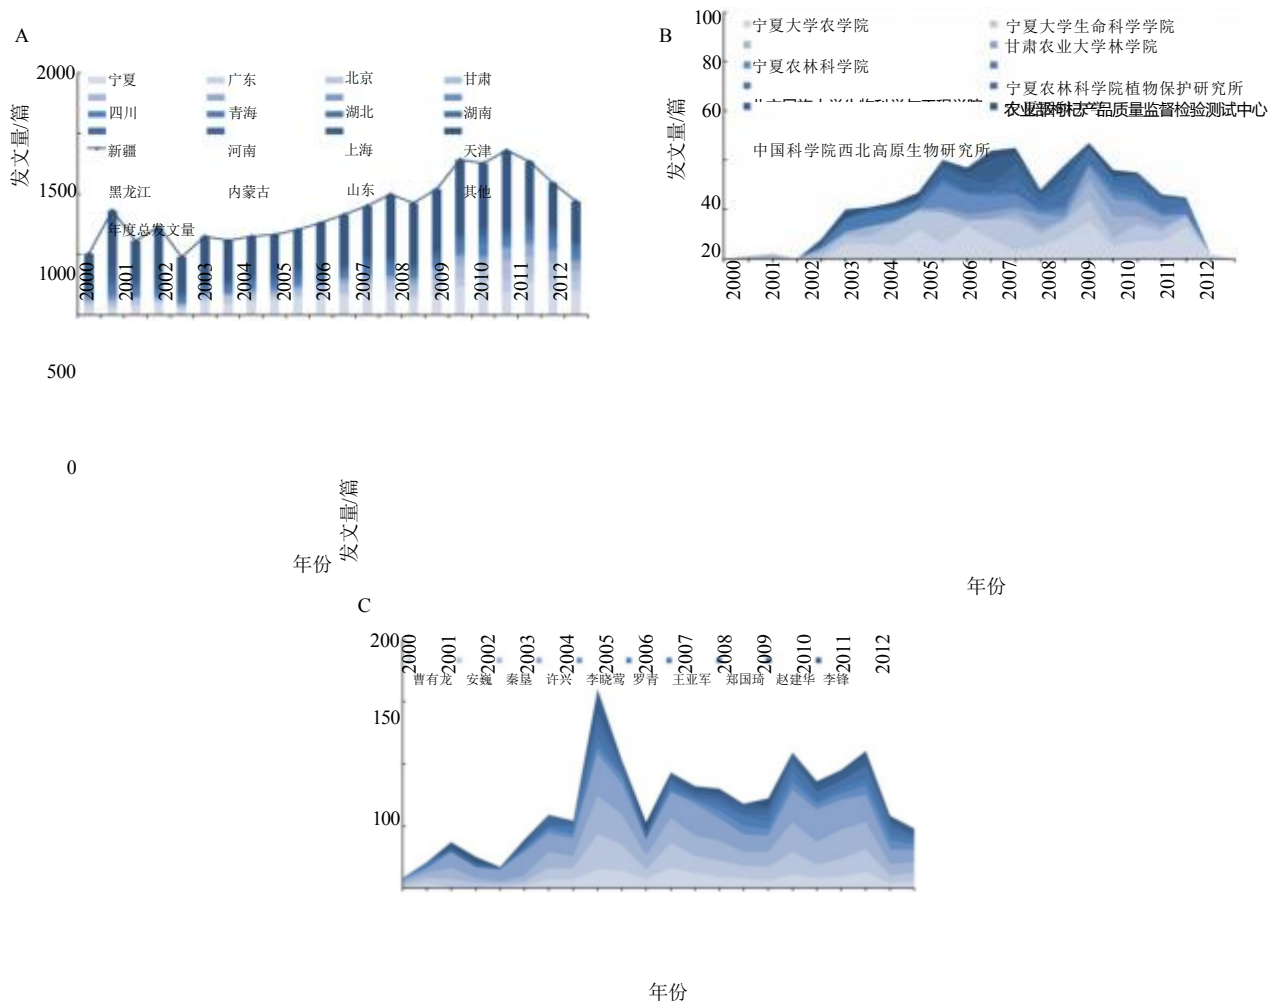 A
发文量/篇
2000
1500
1000
500
0
宁夏 广东 北京 甘肃
四川 青海 湖北 湖南
新疆 河南 上海 天津
黑龙江 内蒙古 山东 其他
年度总发文量
2000 2001 2002 2003 2004 2005 2006 2007 2008 2009 2010 2011 2012
年份
B
发文量/篇
100
80
60
40
20
宁夏大学农学院 宁夏大学生命科学学院
甘肃农业大学林学院
宁夏农林科学院
宁夏农林科学院植物保护研究所
农业部枸杞产品质量监督检验测试中心
中国科学院西北高原生物研究所
2000 2001 2002 2003 2004 2005 2006 2007 2008 2009 2010 2011 2012
年份
C
发文量/篇
200
150
100
2000 2001 2002 2003 2004 2005 2006 2007 2008 2009 2010 2011 2012
曹有龙 安巍 秦垦 许兴 李晓莺 罗青 王亚军 郑国琦 赵建华 李锋
年份